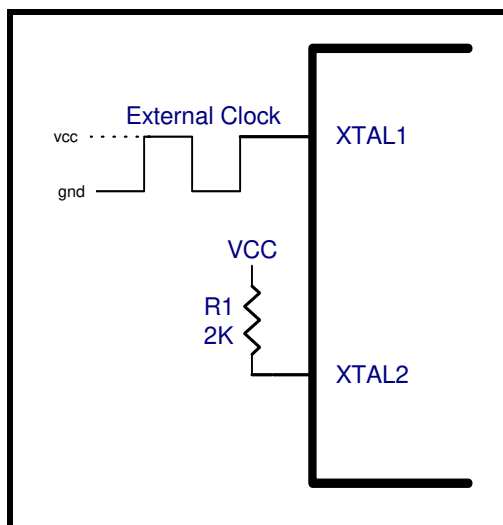 External Clock
vcc
XTAL1
gnd
VCC
R1
2K
XTAL2